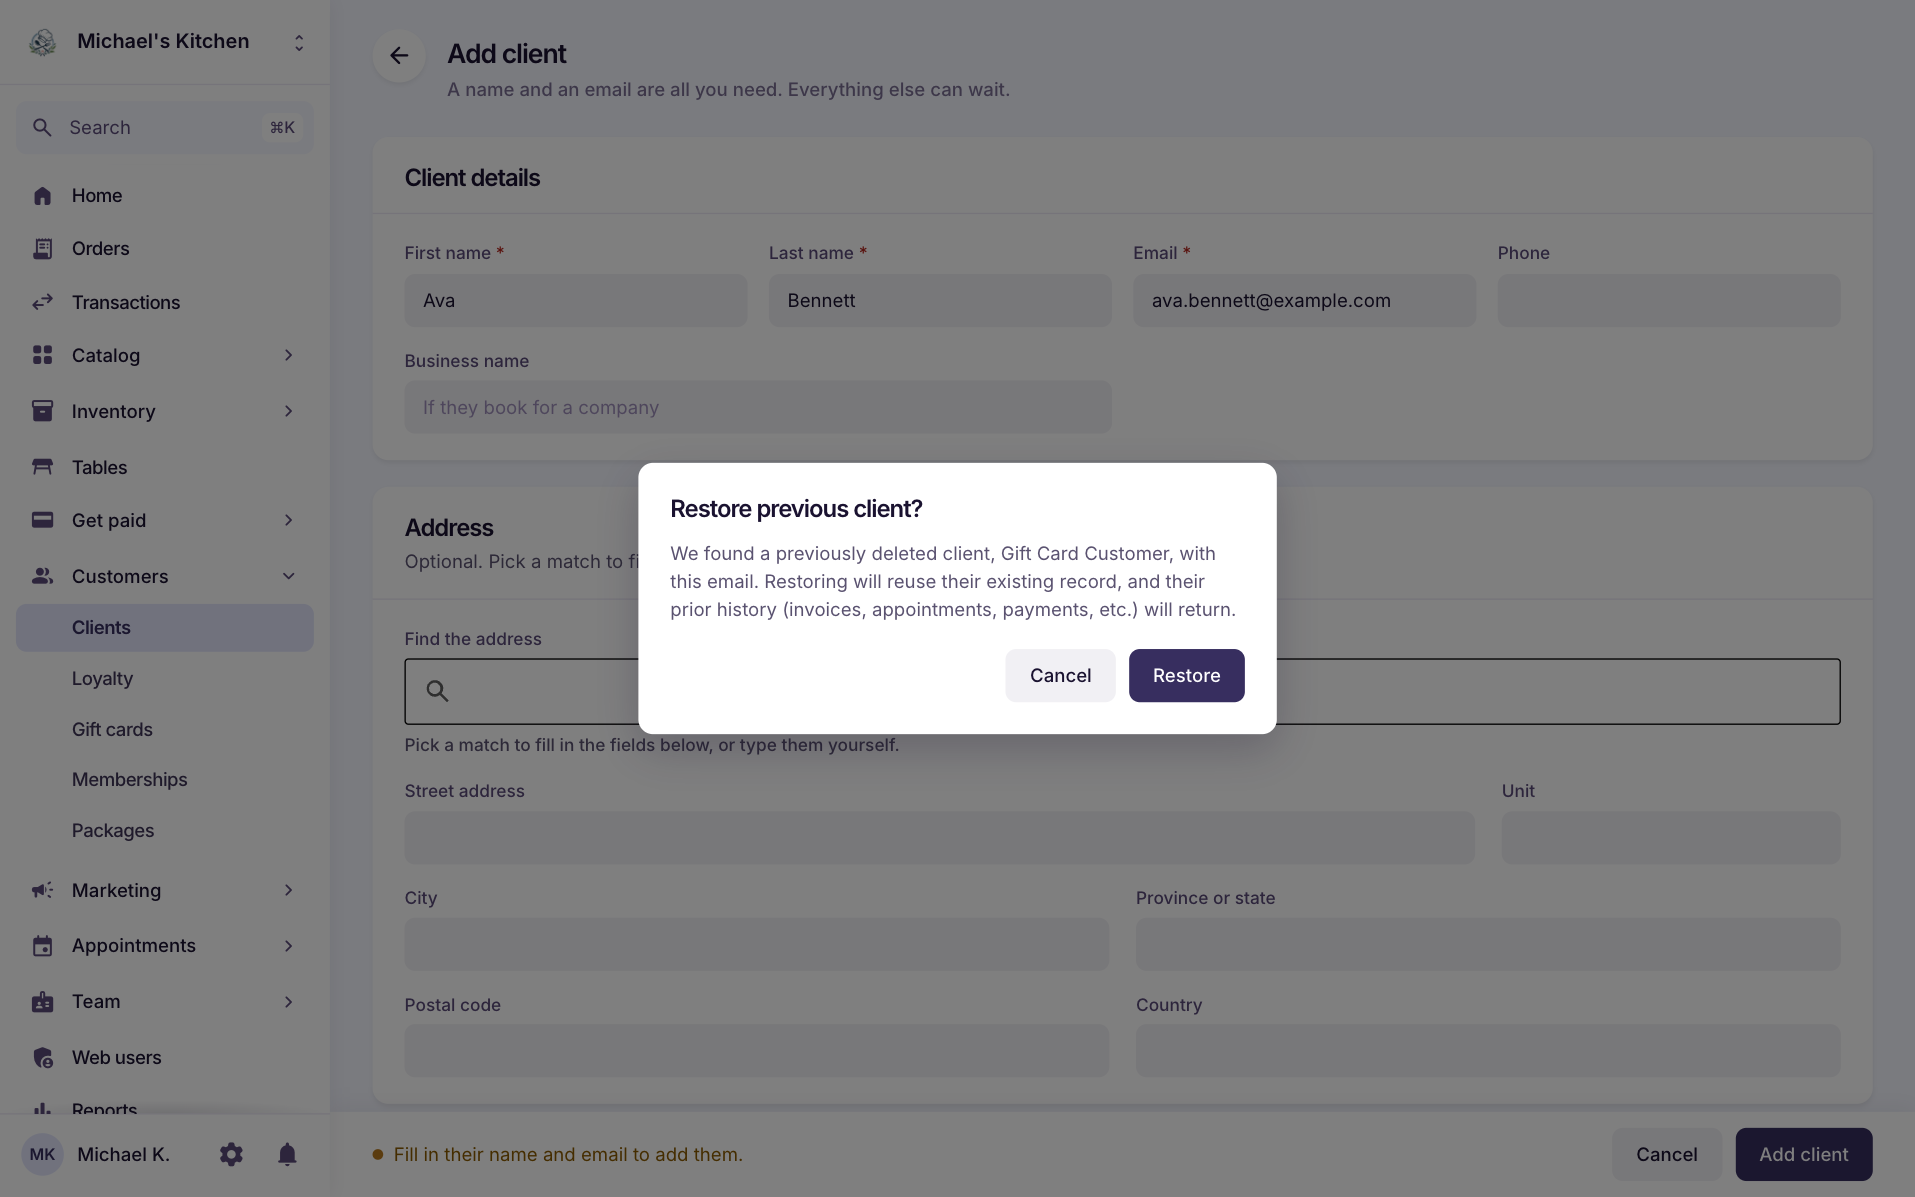 Michael's Kitchen
Search
⌘K
Home
Orders
Transactions
Catalog
Inventory
Tables
Get paid
Customers
Clients
Loyalty
Gift cards
Memberships
Packages
Marketing
Appointments
Team
Web users
Reports
MK
Michael K.
Add client
A name and an email are all you need. Everything else can wait.
Client details
First name *
Last name *
Email *
Phone
Ava
Bennett
ava.bennett@example.com
Business name
If they book for a company
Address
Optional. Pick a match to fi
Find the address
Pick a match to fill in the fields below, or type them yourself.
Street address
Unit
City
Province or state
Postal code
Country
Restore previous client?
We found a previously deleted client, Gift Card Customer, with
this email. Restoring will reuse their existing record, and their
prior history (invoices, appointments, payments, etc.) will return.
Cancel
Restore
Fill in their name and email to add them.
Cancel
Add client